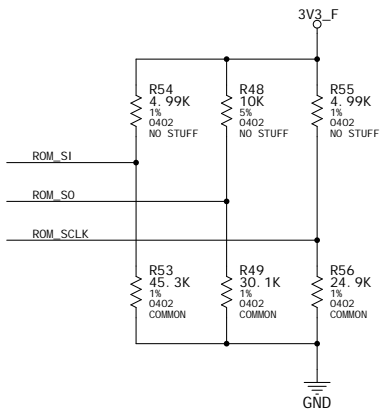 3V3_F
R54
4.99K
1%
0402
NO STUFF
R48
10K
5%
0402
NO STUFF
R55
4.99K
1%
0402
NO STUFF
ROM_SI
ROM_SO
ROM_SCLK
R53
45.3K
1%
0402
COMMON
R49
30.1K
1%
0402
COMMON
R56
24.9K
1%
0402
COMMON
GND